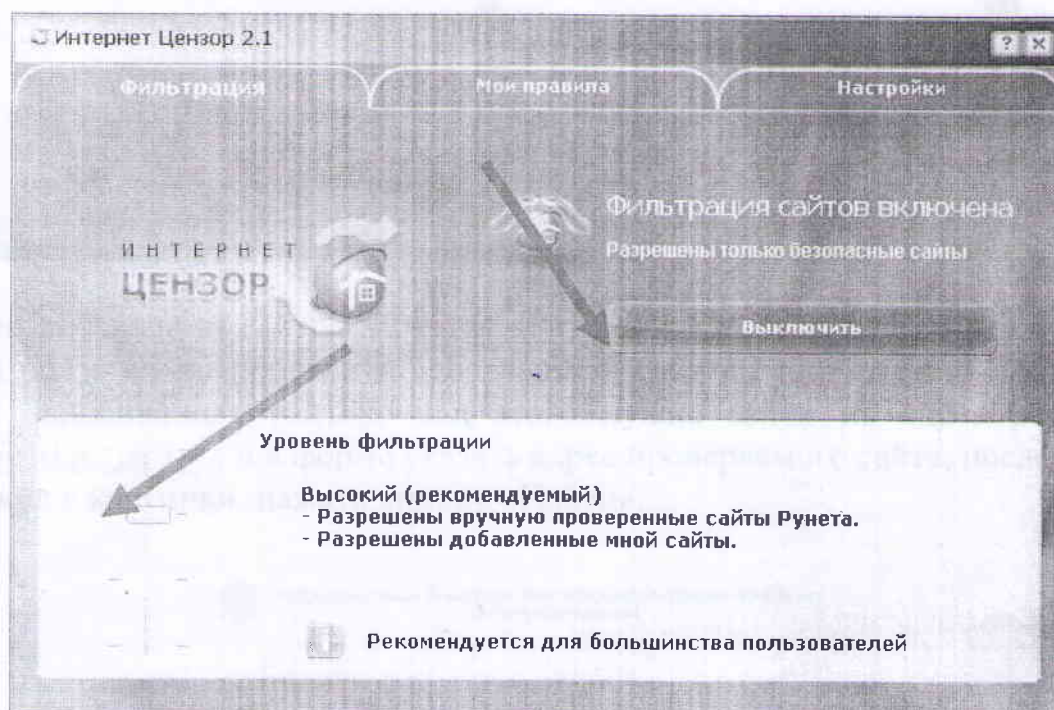 Интернет Цензор 2.1
Фильтрация
Мои правила
Настройки
ИНТЕРНЕТ
ЦЕНЗОР
Фильтрация сайтов включена
Разрешены только безопасные сайты
Выключить
Уровень фильтрации
Высокий (рекомендуемый)
- Разрешены вручную проверенные сайты Рунета.
- Разрешены добавленные мной сайты.
Рекомендуется для большинства пользователей